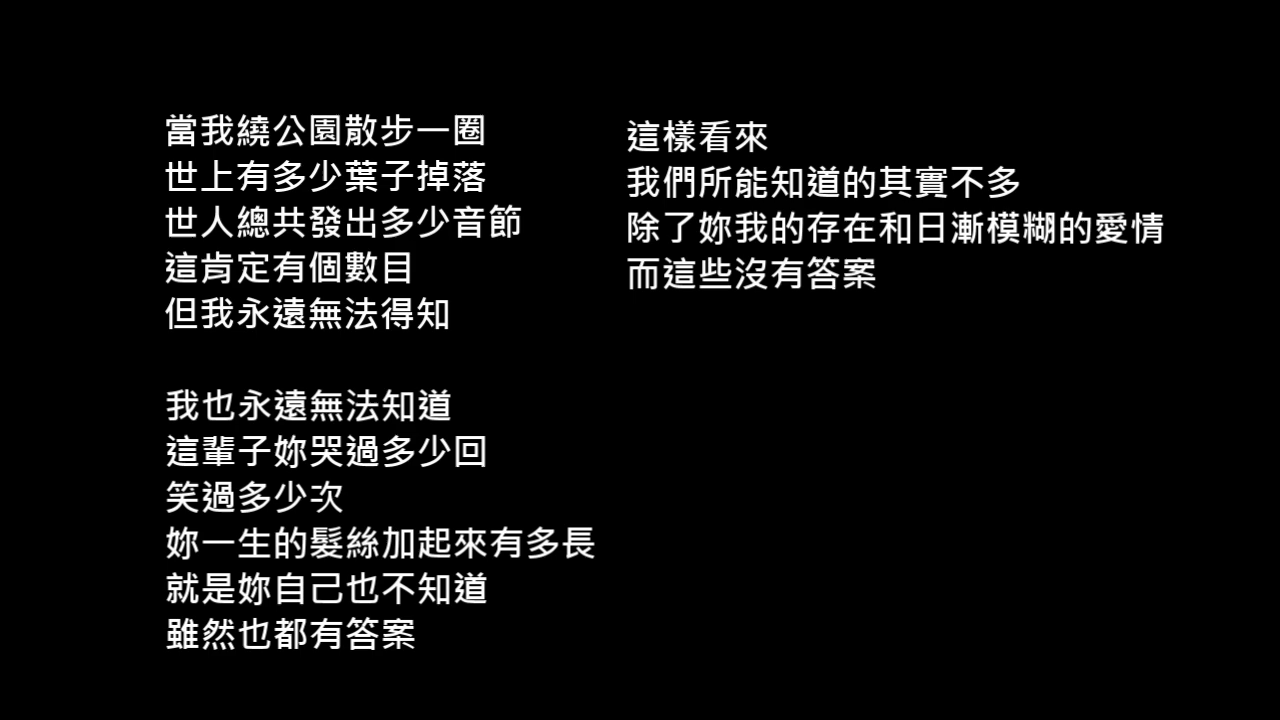 當我繞公園散步一圈
世上有多少葉子掉落
世人總共發出多少音節
這肯定有個數目
但我永遠無法得知
我也永遠無法知道
這輩子妳哭過多少回
笑過多少次
妳一生的髮絲加起來有多長
就是妳自己也不知道
雖然也都有答案
這樣看來
我們所能知道的其實不多
除了妳我的存在和日漸模糊的愛情
而這些沒有答案